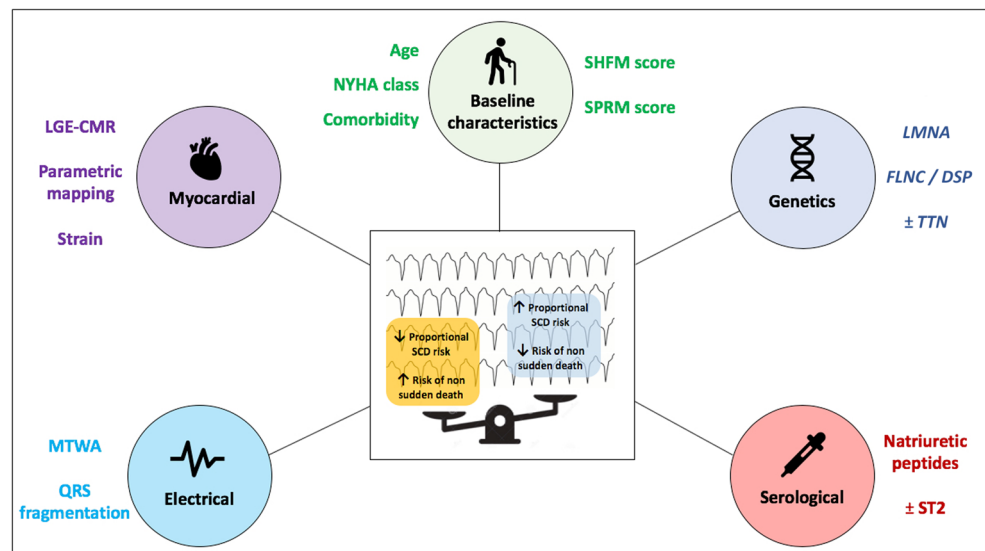 Age
NYHA class
Comorbidity
Baseline
characteristics
SHFM score
SPRM score
LGE-CMR
Parametric
mapping
Strain
Myocardial
Genetics
LMNA
FLNC / DSP
± TTN
↓ Proportional
SCD risk
↑ Risk of non
sudden death
↑ Proportional
SCD risk
↓ Risk of non
sudden death
MTWA
QRS
fragmentation
Electrical
Serological
Natriuretic
peptides
± ST2